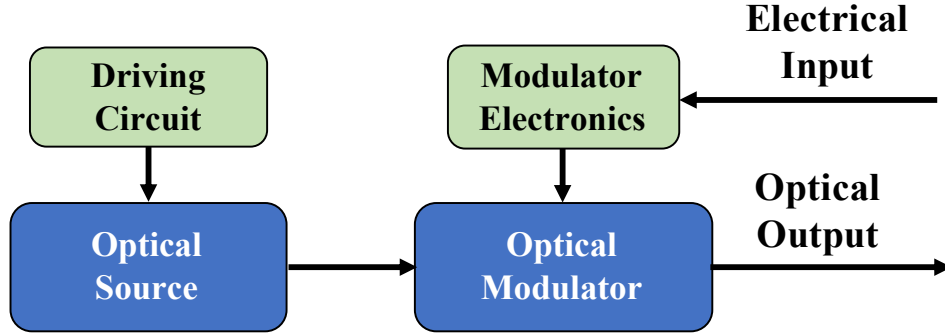 Driving
Circuit
Modulator
Electronics
Electrical
Input
Optical
Source
Optical
Modulator
Optical
Output